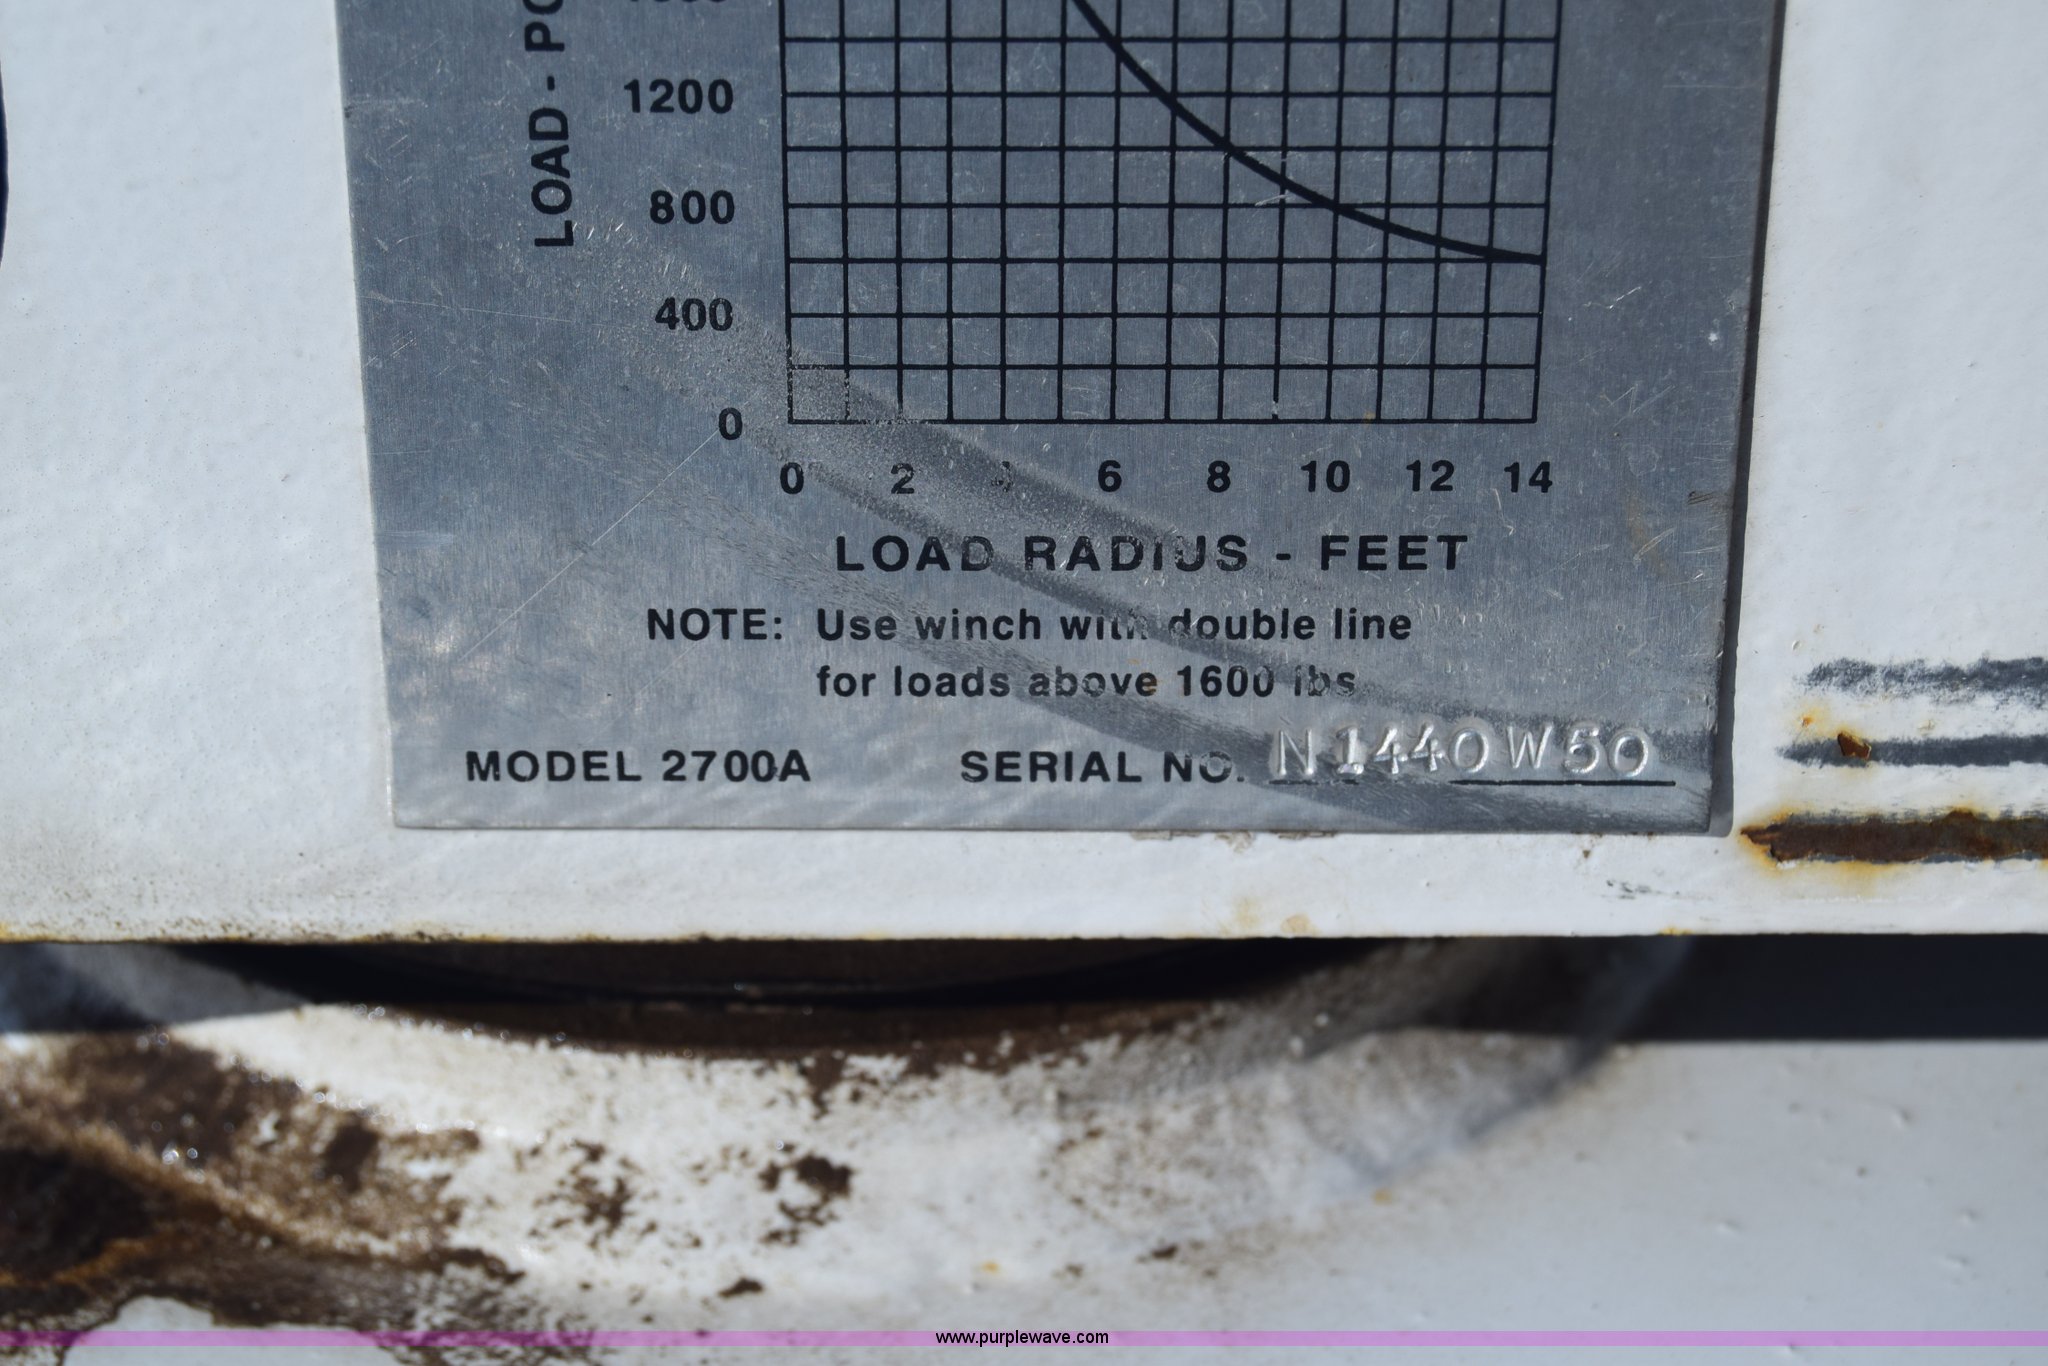 LOAD - PO
1200
800
400
0
0 2 4 6 8 10 12 14
LOAD RADIUS - FEET
NOTE: Use winch with double line
for loads above 1600 lbs
MODEL 2700A SERIAL NO. N1440W50
www.purplewave.com